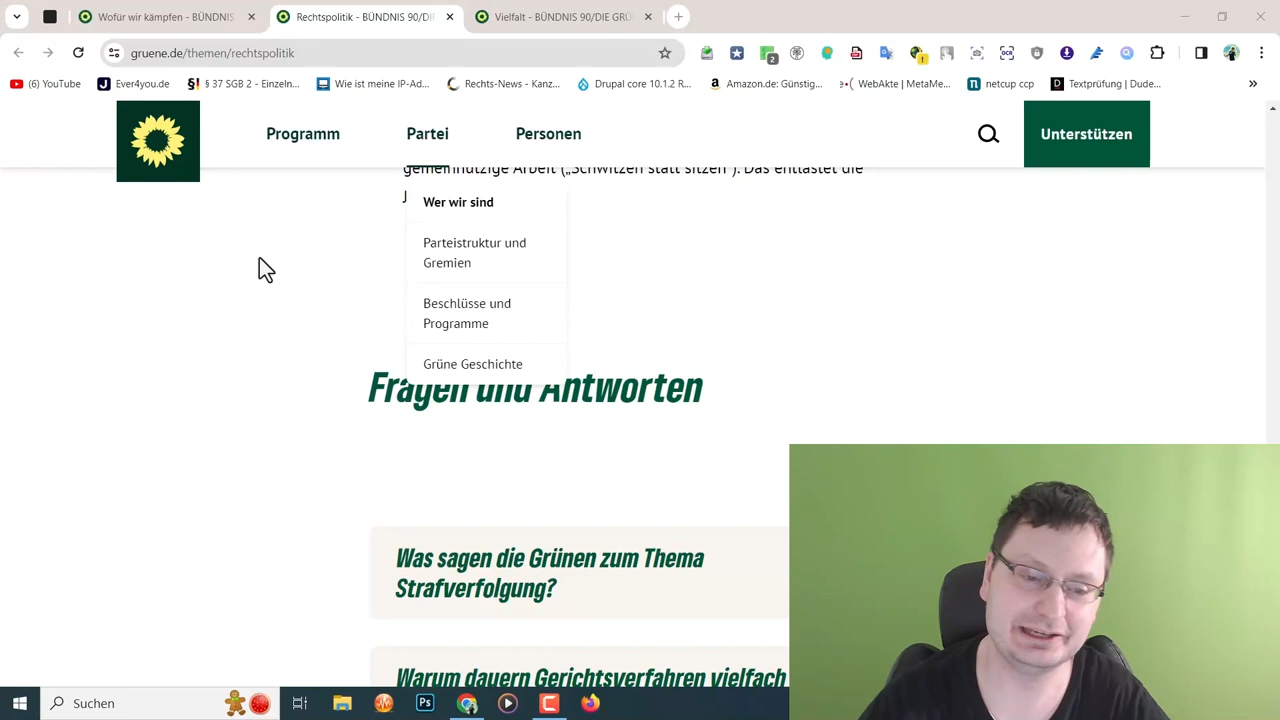 Wofür wir kämpfen - BÜNDNIS
Rechtspolitik - BÜNDNIS 90/DIE
Vielfalt - BÜNDNIS 90/DIE GRÜ
gruene.de/themen/rechtspolitik
2
1
(6) YouTube
Ever4you.de
§ 37 SGB 2 - Einzeln...
Wie ist meine IP-Ad...
Rechts-News - Kanz...
Drupal core 10.1.2 R...
Amazon.de: Günstig...
WebAkte | MetaMe...
netcup ccp
Textprüfung | Dude...
Programm
Partei
Personen
Unterstützen
gemeinnützige Arbeit („Schwitzen statt sitzen“). Das entlastet die
J
Wer wir sind
Parteistruktur und
Gremien
Beschlüsse und
Programme
Grüne Geschichte
Fragen und Antworten
Was sagen die Grünen zum Thema
Strafverfolgung?
Warum dauern Gerichtsverfahren vielfach
Suchen
Ps